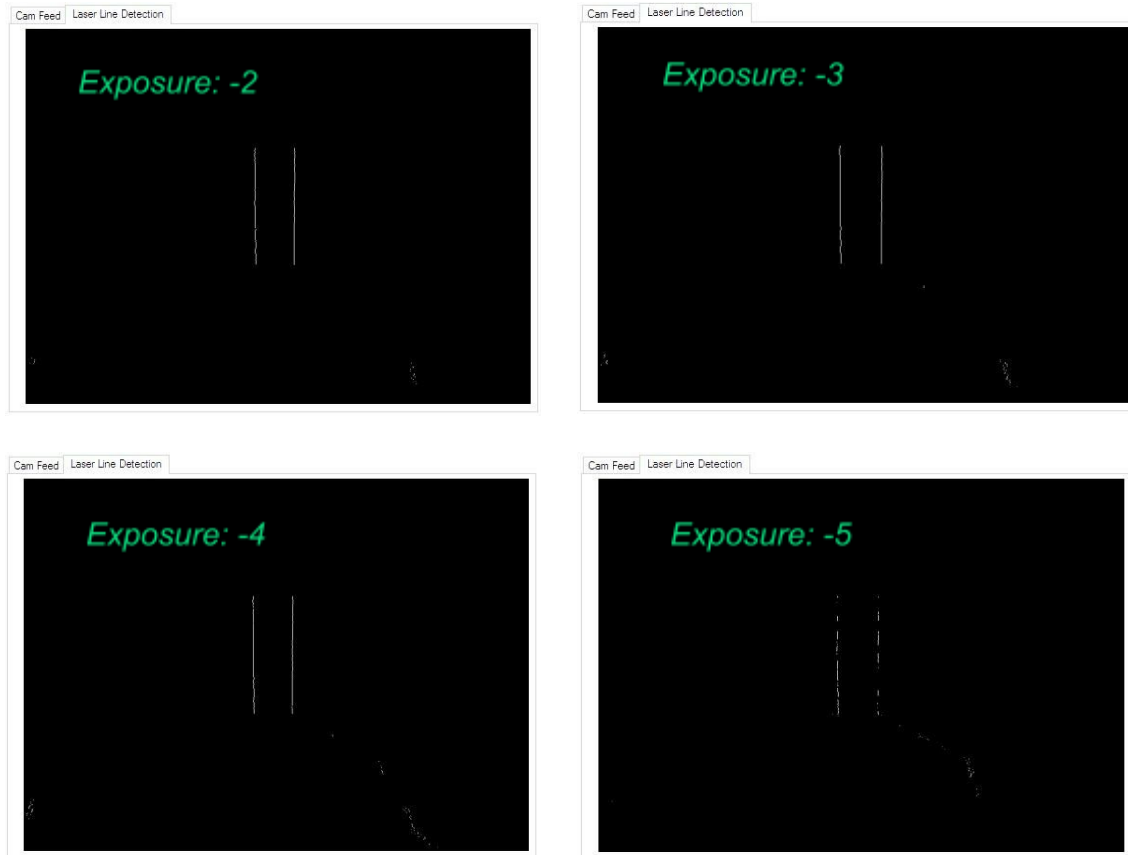 Cam Feed Laser Line Detection
Exposure: -2
Cam Feed Laser Line Detection
Exposure: -3
Cam Feed Laser Line Detection
Exposure: -4
Cam Feed Laser Line Detection
Exposure: -5